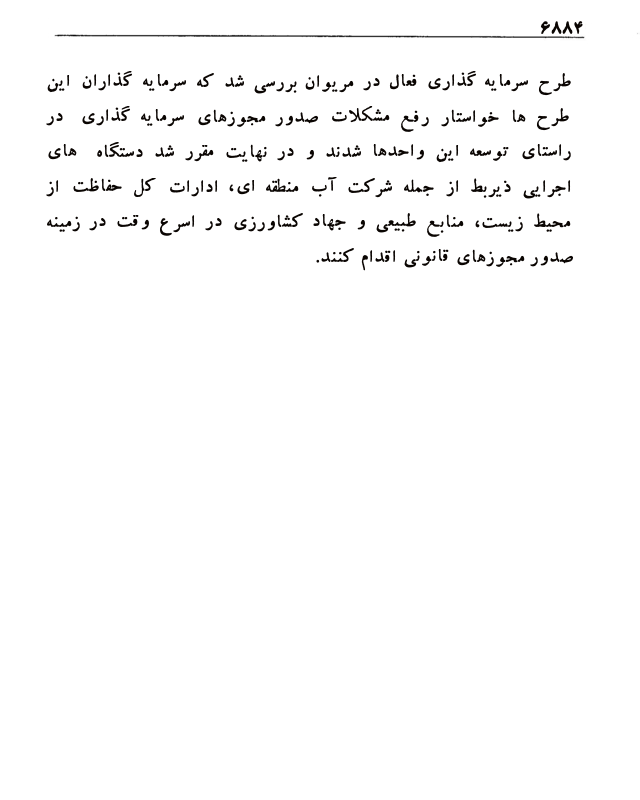 ۶۸۸۴
طرح سرمایه گذاری فعال در مریوان بررسی شد که سرمایه گذاران این
طرح ها خواستار رفع مشکلات صدور مجوزهای سرمایه گذاری در
راستای توسعه این واحدها شدند و در نهایت مقرر شد دستگاه های
اجرایی ذیربط از جمله شرکت آب منطقه ای، ادارات کل حفاظت از
محیط زیست، منابع طبیعی و جهاد کشاورزی در اسرع وقت در زمینه
صدور مجوزهای قانونی اقدام کنند.